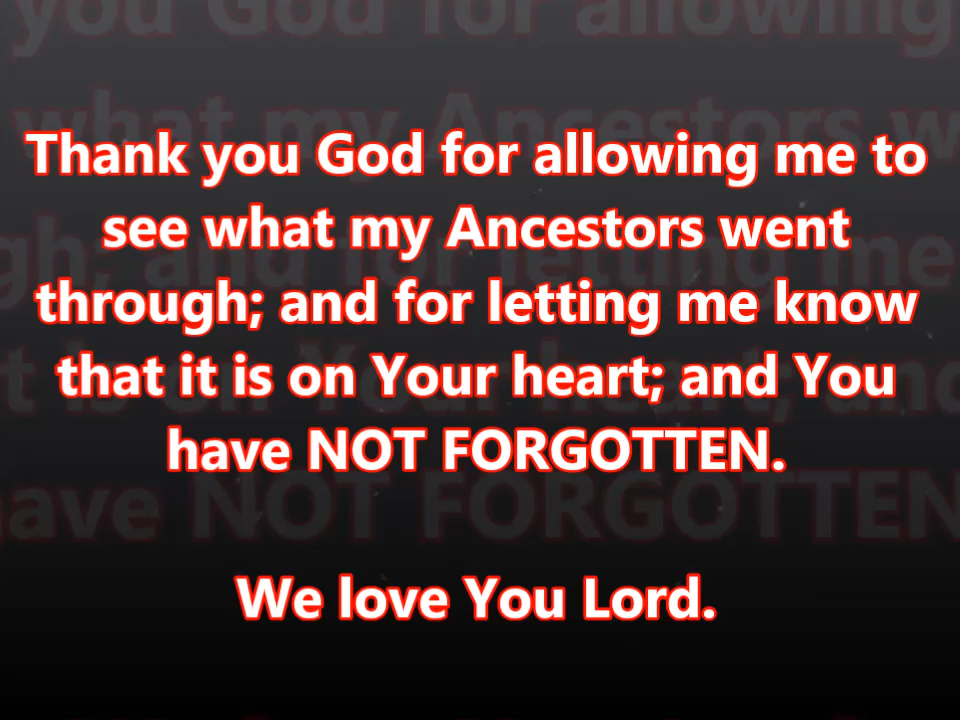 Thank you God for allowing me to
see what my Ancestors went
through; and for letting me know
that it is on Your heart; and You
have NOT FORGOTTEN.
We love You Lord.